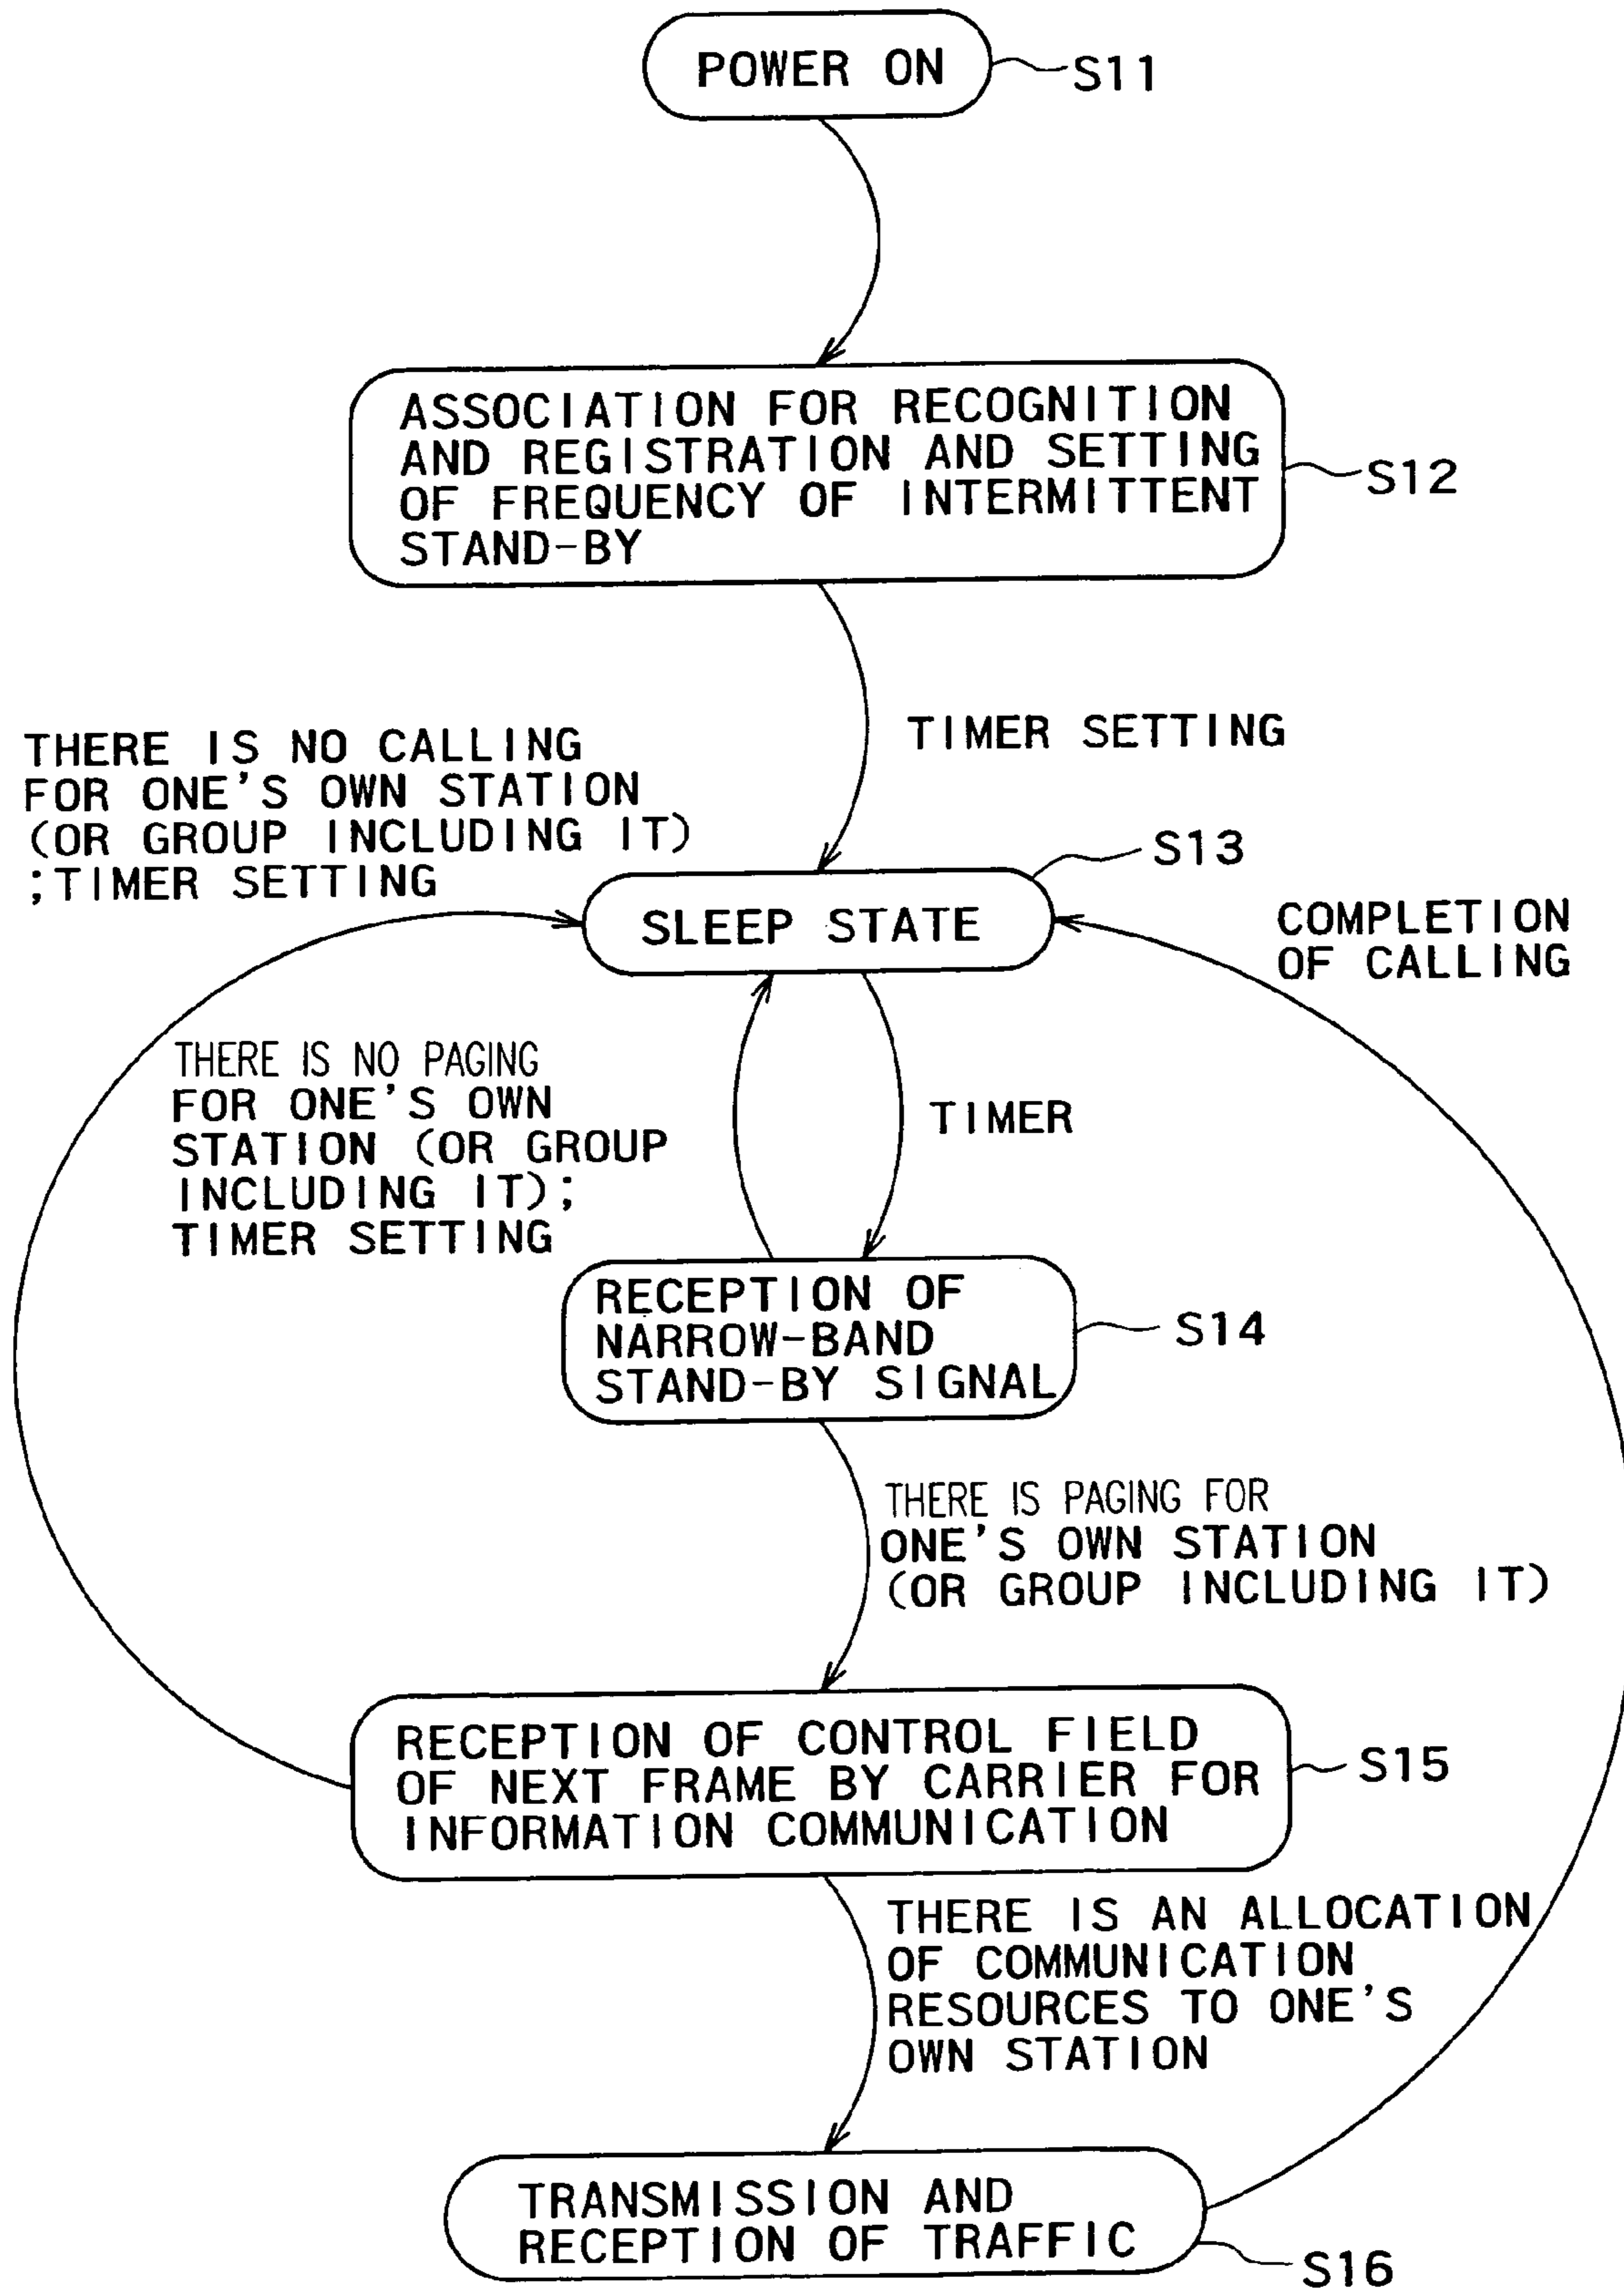 POWER ON
S11
ASSOCIATION FOR RECOGNITION
AND REGISTRATION AND SETTING
OF FREQUENCY OF INTERMITTENT
STAND-BY
S12
TIMER SETTING
THERE IS NO CALLING
FOR ONE'S OWN STATION
(OR GROUP INCLUDING IT)
;TIMER SETTING
S13
SLEEP STATE
COMPLETION
OF CALLING
THERE IS NO PAGING
FOR ONE'S OWN
STATION (OR GROUP
INCLUDING IT);
TIMER SETTING
TIMER
RECEPTION OF
NARROW-BAND
STAND-BY SIGNAL
S14
THERE IS PAGING FOR
ONE'S OWN STATION
(OR GROUP INCLUDING IT)
RECEPTION OF CONTROL FIELD
OF NEXT FRAME BY CARRIER FOR
INFORMATION COMMUNICATION
S15
THERE IS AN ALLOCATION
OF COMMUNICATION
RESOURCES TO ONE'S
OWN STATION
TRANSMISSION AND
RECEPTION OF TRAFFIC
S16